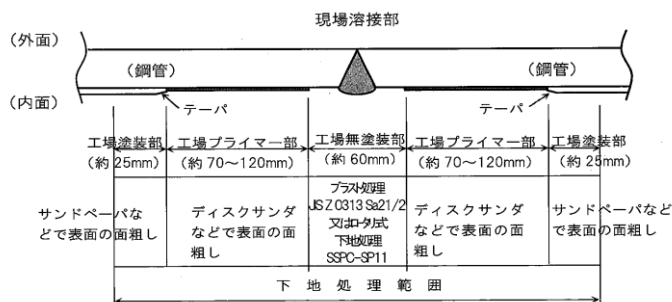 現場溶接部
（外面）
（鋼管）
（鋼管）
（内面）
テーパ
テーパ
工場塗装部
（約25mm）
工場プライマー部
（約70～120mm）
工場無塗装部
（約60mm）
工場プライマー部
（約70～120mm）
工場塗装部
（約25mm）
サンドペーパな
どで表面の面粗し
ディスクサンダ
などで表面の面
粗し
ブラスト処理
JIS Z 0313 Sa21/2
又はロータリ式
下地処理
SSPC-SP11
ディスクサンダ
などで表面の面
粗し
サンドペーパなど
で表面の面粗し
下地処理範囲